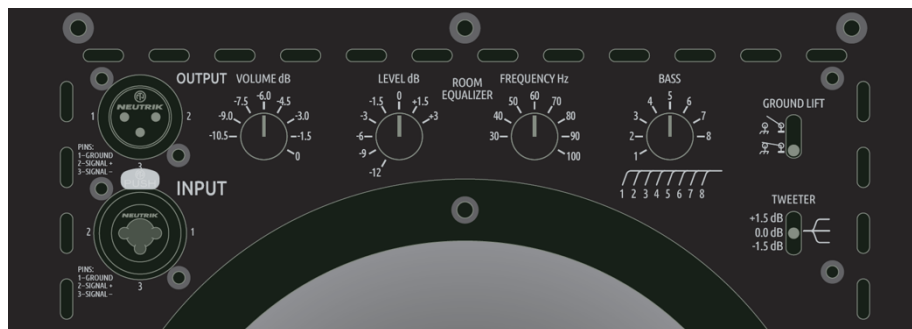 OUTPUT
VOLUME dB
-10.5
-9.0
-7.5
-6.0
-4.5
-3.0
-1.5
0
LEVEL dB
-12
-9
-6
-3
-1.5
0
+1.5
+3
ROOM
EQUALIZER
FREQUENCY Hz
30
40
50
60
70
80
90
100
BASS
1
2
3
4
5
6
7
8
1 2 3 4 5 6 7 8
GROUND LIFT
NEUTRIK
1
2
3
PINS:
1-GROUND
2-SIGNAL +
3-SIGNAL -
INPUT
NEUTRIK
2
1
3
PINS:
1-GROUND
2-SIGNAL +
3-SIGNAL -
TWEETER
+1.5 dB
0.0 dB
-1.5 dB